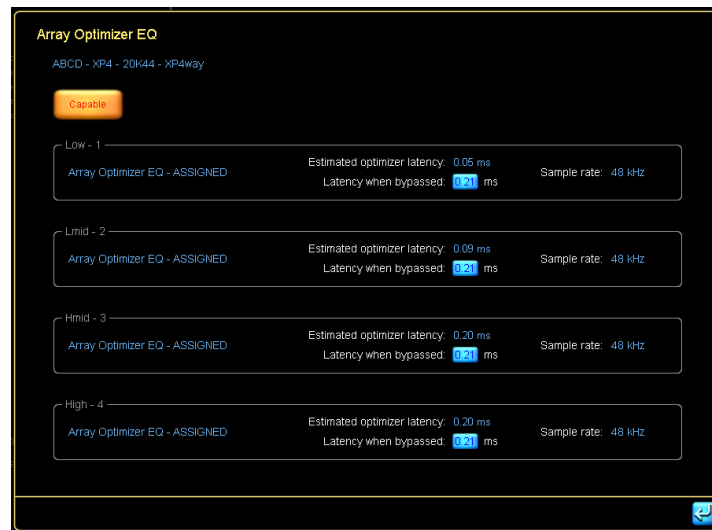 Array Optimizer EQ
ABCD - XP4 - 20K44 - XP4way
Capable
Low - 1
Array Optimizer EQ - ASSIGNED
Estimated optimizer latency: 0.05 ms
Latency when bypassed: 0.21 ms
Sample rate: 48 kHz
Lmid - 2
Array Optimizer EQ - ASSIGNED
Estimated optimizer latency: 0.09 ms
Latency when bypassed: 0.21 ms
Sample rate: 48 kHz
Hmid - 3
Array Optimizer EQ - ASSIGNED
Estimated optimizer latency: 0.20 ms
Latency when bypassed: 0.21 ms
Sample rate: 48 kHz
High - 4
Array Optimizer EQ - ASSIGNED
Estimated optimizer latency: 0.20 ms
Latency when bypassed: 0.21 ms
Sample rate: 48 kHz